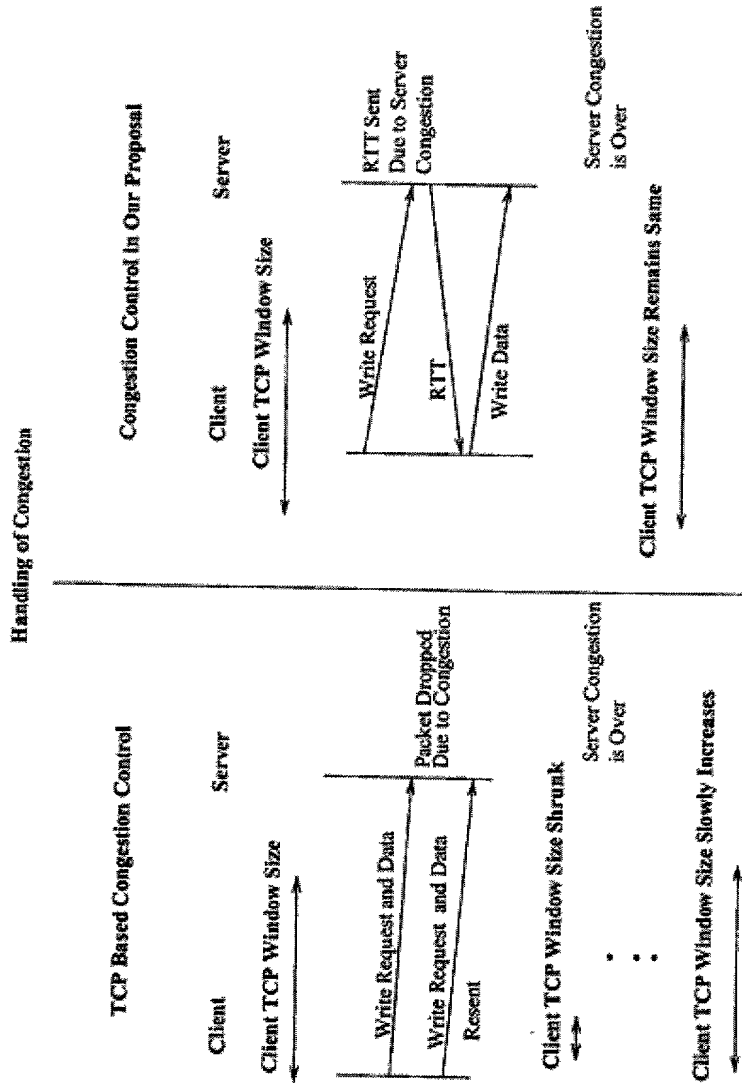 Handling of Congestion
TCP Based Congestion Control
Client
Server
Client TCP Window Size
Write Request and Data
Packet Dropped
Due to Congestion
Write Request and Data
Resent
Client TCP Window Size Shrunk
Server Congestion
is Over
Client TCP Window Size Slowly Increases
Congestion Control in Our Proposal
Client
Server
Client TCP Window Size
Write Request
RTT Sent
Due to Server
Congestion
RTT
Write Data
Server Congestion
is Over
Client TCP Window Size Remains Same